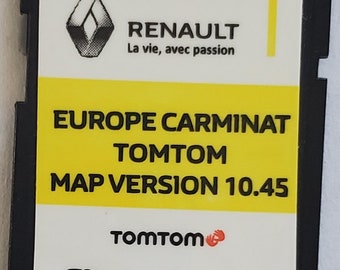 RENAULT
La vie, avec passion
EUROPE CARMINAT
TOMTOM
MAP VERSION 10.45
TOMTOM